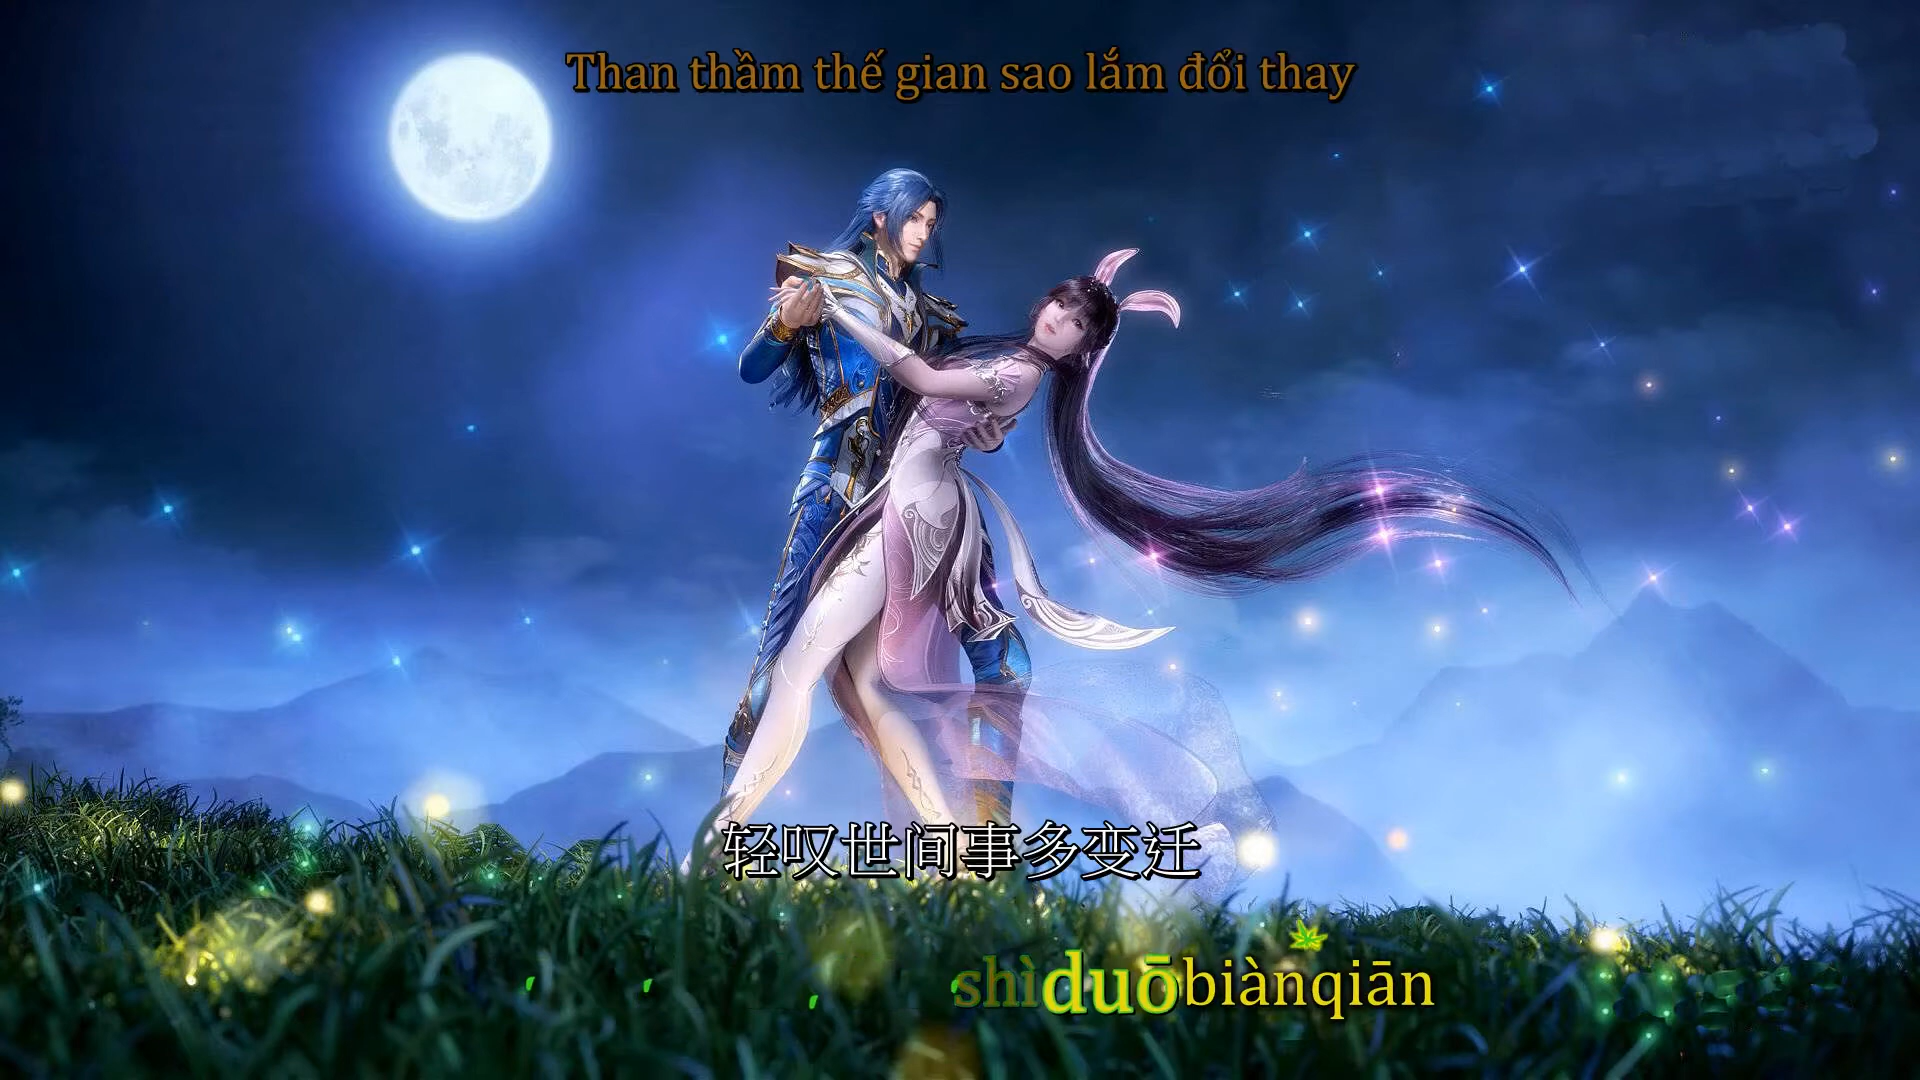 Than thầm thế gian sao lắm đổi thay
轻叹世间事多变迁
shìduōbiànqiān